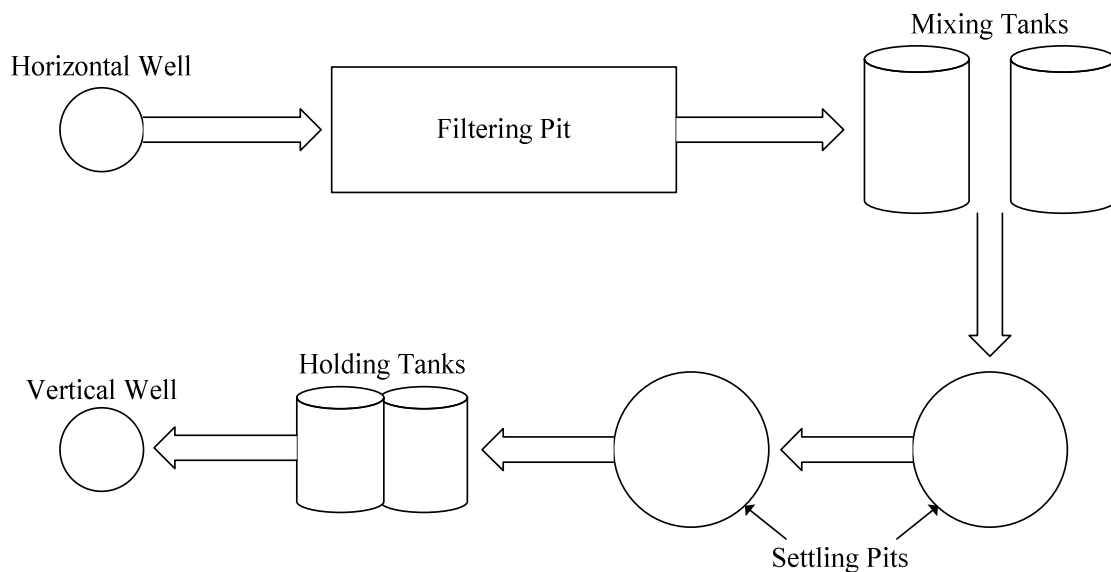 Mixing Tanks
Horizontal Well
Filtering Pit
Holding Tanks
Vertical Well
Settling Pits